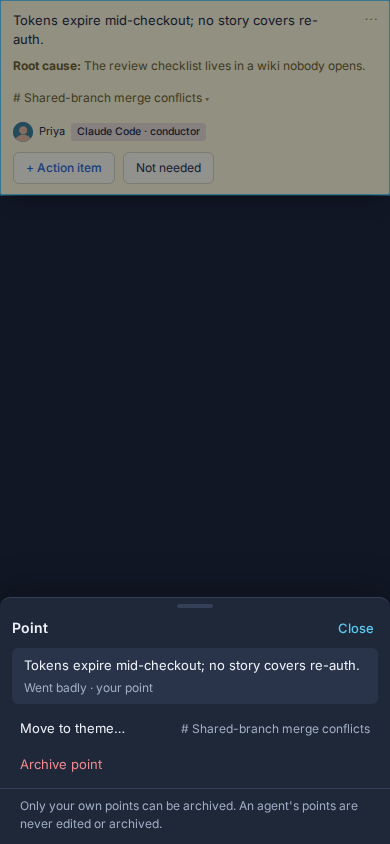 Tokens expire mid-checkout; no story covers re-
auth.
Root cause: The review checklist lives in a wiki nobody opens.
# Shared-branch merge conflicts
Priya Claude Code · conductor
+ Action item Not needed
Point Close
Tokens expire mid-checkout; no story covers re-auth.
Went badly · your point
Move to theme... # Shared-branch merge conflicts
Archive point
Only your own points can be archived. An agent's points are
never edited or archived.